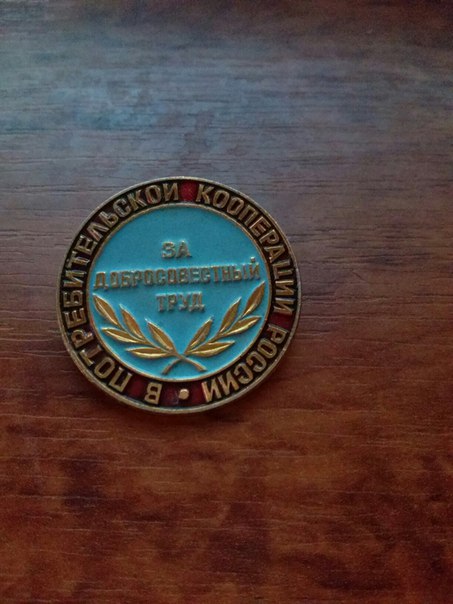 ЗА
ДОБРОСОВЕСТНЫЙ
ТРУД
В ПОТРЕБИТЕЛЬСКОЙ КООПЕРАЦИИ РОССИИ